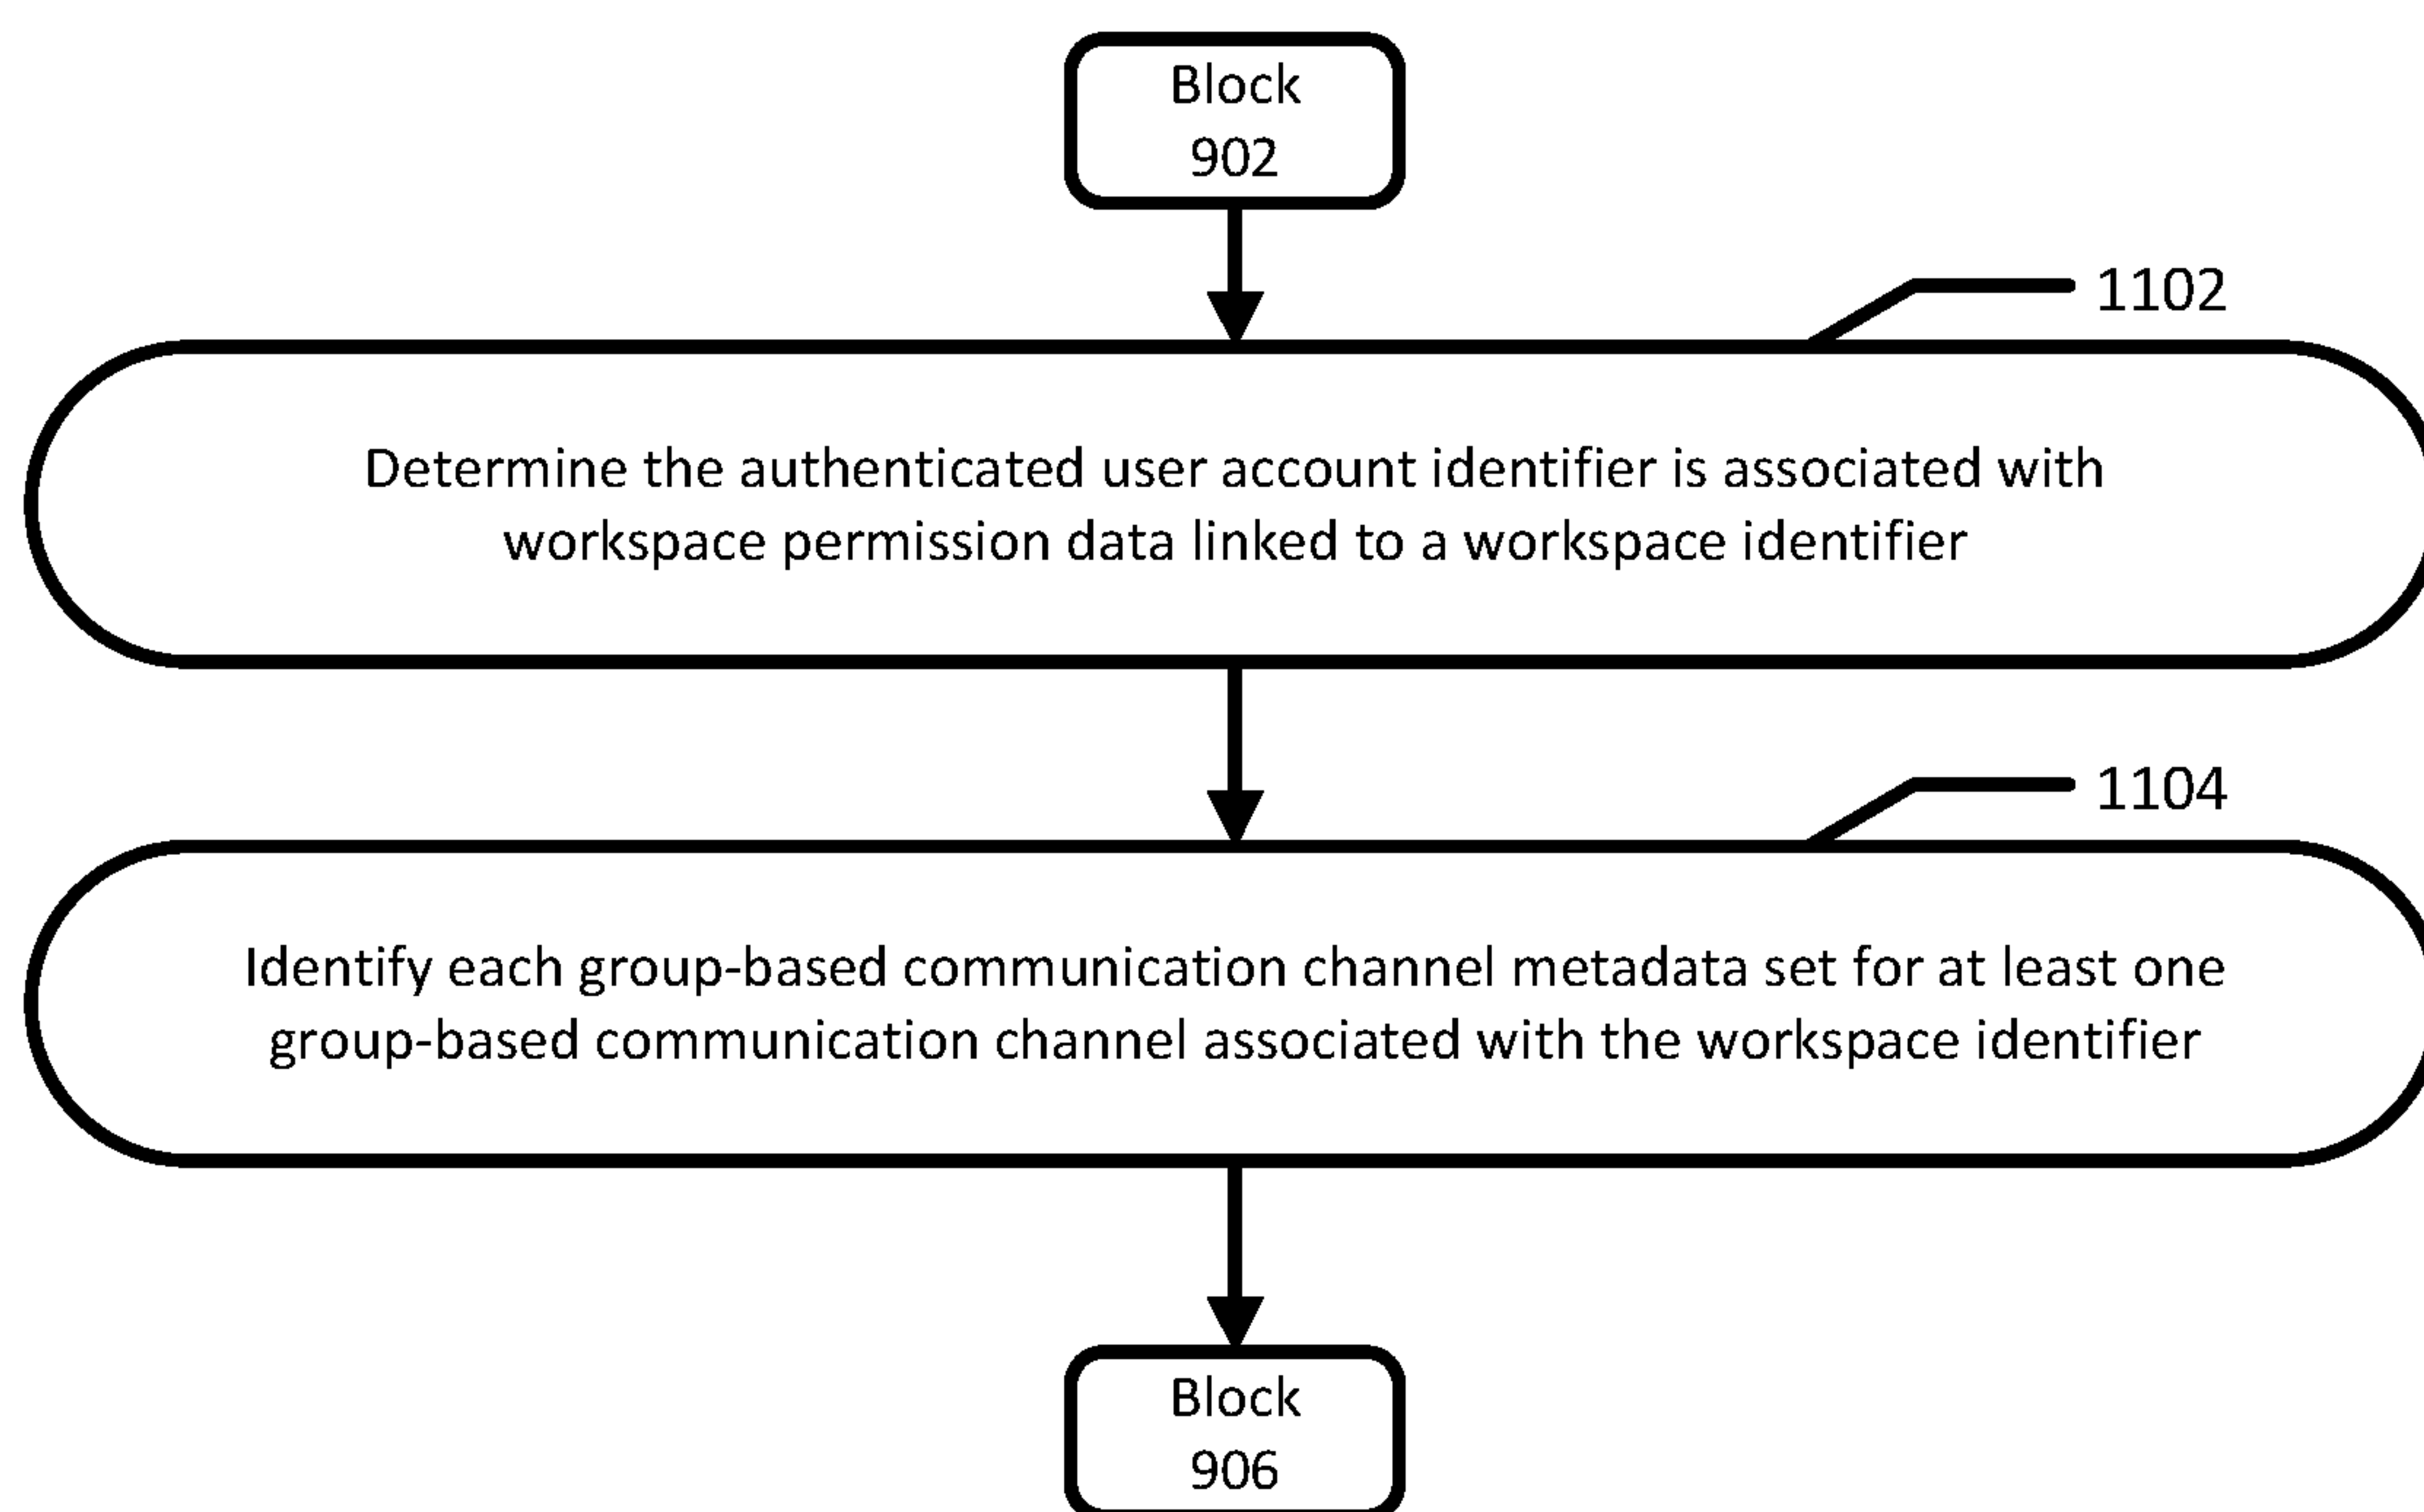 Block
902
1102
Determine the authenticated user account identifier is associated with
workspace permission data linked to a workspace identifier
1104
Identify each group-based communication channel metadata set for at least one
group-based communication channel associated with the workspace identifier
Block
906